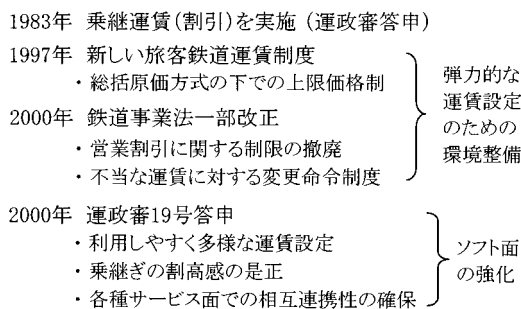 1983年 乗継運賃(割引)を実施 (運政審答申)
1997年 新しい旅客鉄道運賃制度
・総括原価方式の下での上限価格制
2000年 鉄道事業法一部改正
・営業割引に関する制限の撤廃
・不当な運賃に対する変更命令制度
弾力的な
運賃設定
のための
環境整備
2000年 運政審19号答申
・利用しやすく多様な運賃設定
・乗継ぎの割高感の是正
・各種サービス面での相互連携性の確保
ソフト面
の強化